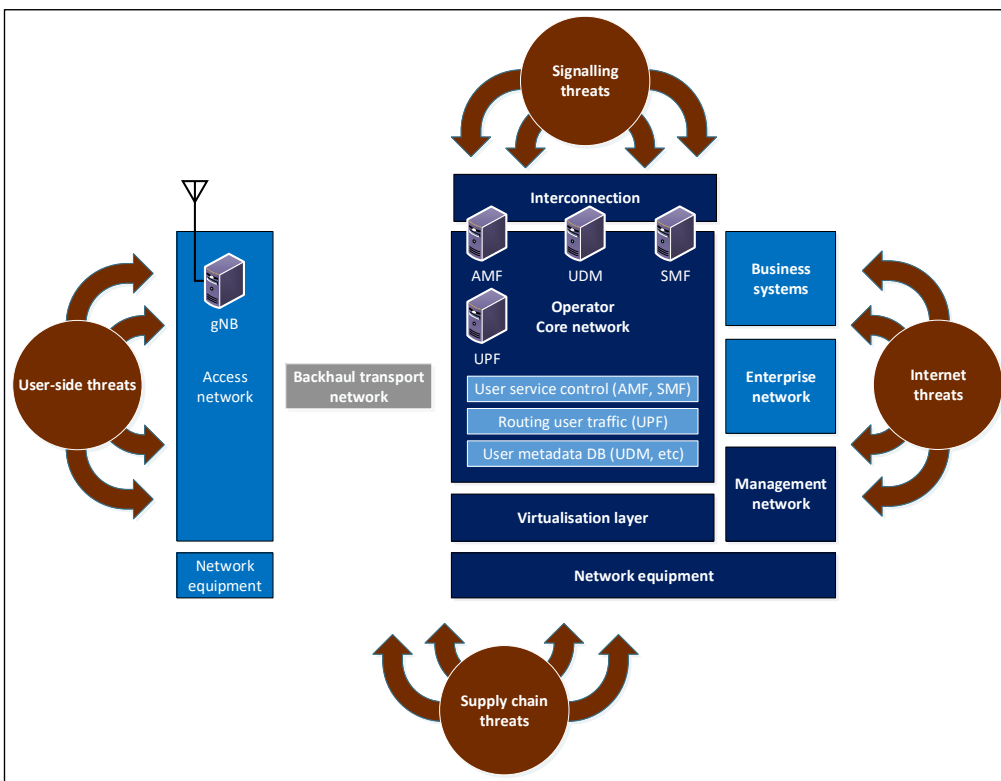 Signalling
threats
Interconnection
AMF
UDM
SMF
Operator
Core network
UPF
User service control (AMF, SMF)
Routing user traffic (UPF)
User metadata DB (UDM, etc)
Virtualisation layer
Network equipment
Business
systems
Enterprise
network
Management
network
Internet
threats
gNB
Access
network
Network
equipment
Backhaul transport
network
User-side threats
Supply chain
threats